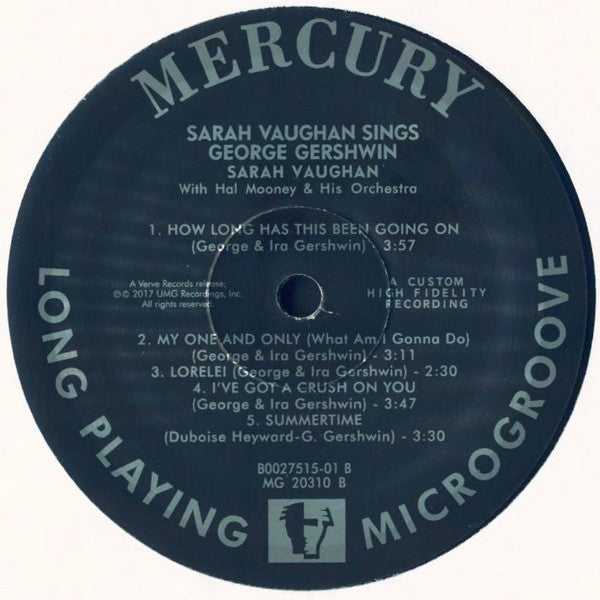 MERCURY
SARAH VAUGHAN SINGS
GEORGE GERSHWIN
SARAH VAUGHAN
With Hal Mooney & His Orchestra
1. HOW LONG HAS THIS BEEN GOING ON
(George & Ira Gershwin) - 3:57
A Verve Records release;
℗© 2017 UMG Recordings, Inc.
All rights reserved.
A CUSTOM
HIGH FIDELITY
RECORDING
2. MY ONE AND ONLY (What Am I Gonna Do)
(George & Ira Gershwin) - 3:11
3. LORELEI (George & Ira Gershwin) - 2:30
4. I'VE GOT A CRUSH ON YOU
(George & Ira Gershwin) - 3:47
5. SUMMERTIME
(Duboise Heyward-G. Gershwin) - 3:30
B0027515-01 B
MG 20310 B
LONG PLAYING
MICROGROOVE